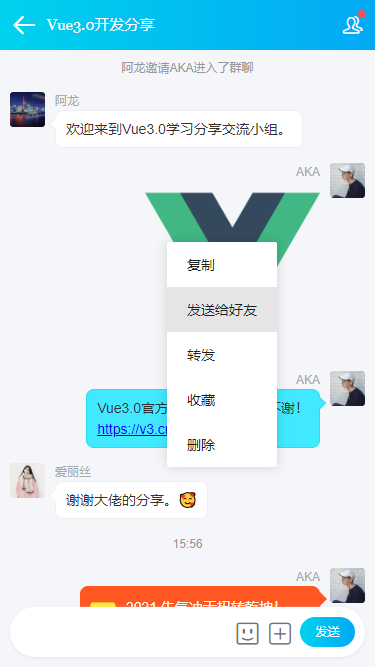 Vue3.0开发分享
阿龙邀请AKA进入了群聊
阿龙
欢迎来到Vue3.0学习分享交流小组。
AKA
复制
发送给好友
转发
收藏
删除
AKA
Vue3.0官方
不谢！
https://v3.c
爱丽丝
谢谢大佬的分享。🥰
15:56
AKA
发送